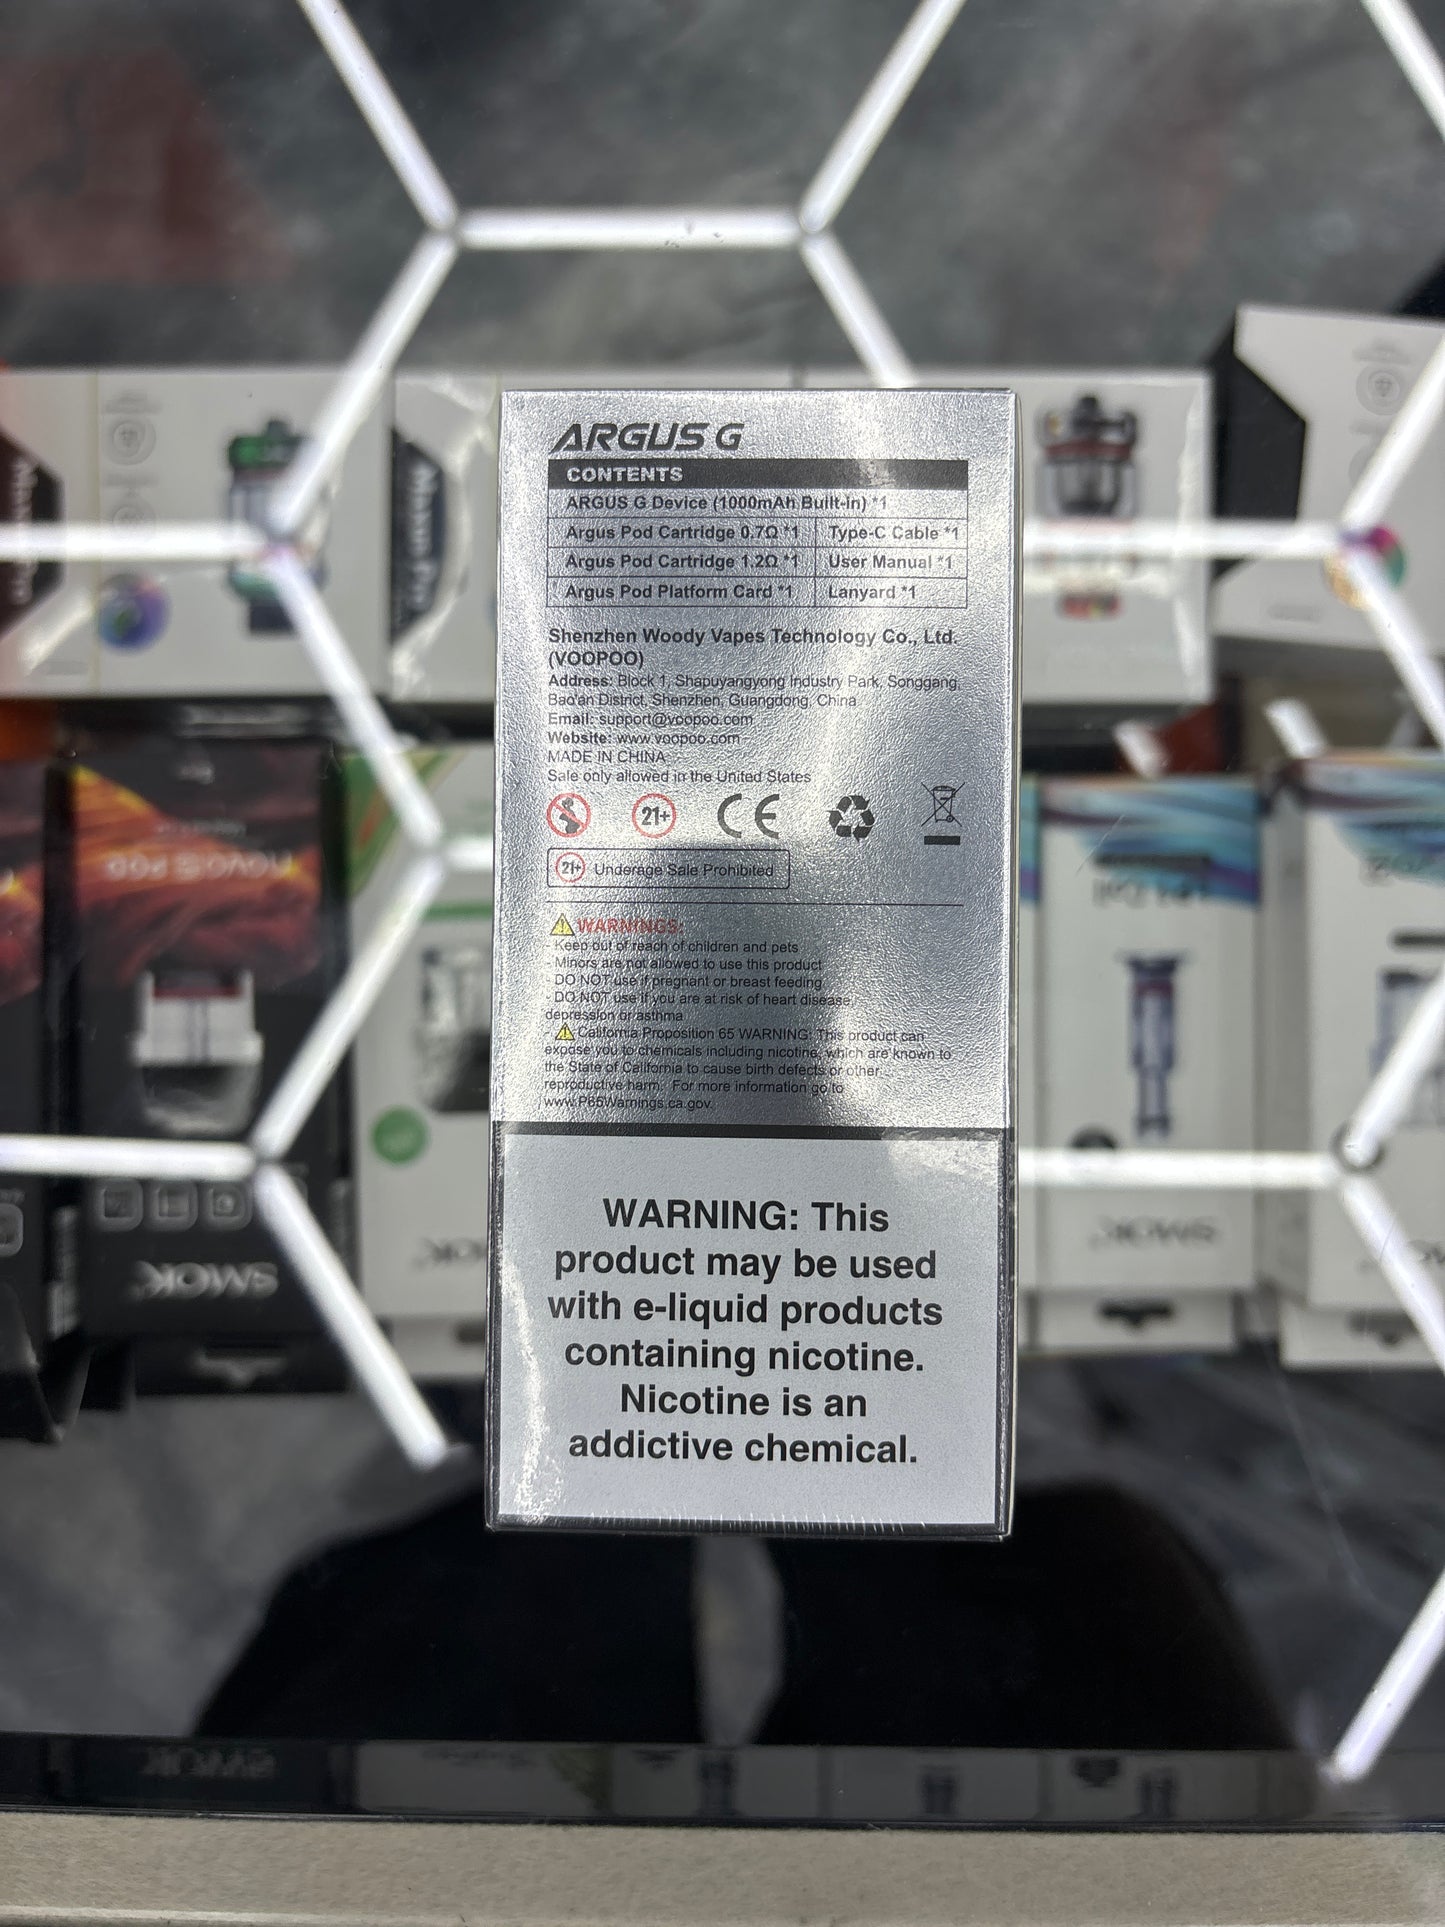 ARGUS G
CONTENTS
ARGUS G Device (1000mAh Built-in) *1
Argus Pod Cartridge 0.7Ω *1 Type-C Cable *1
Argus Pod Cartridge 1.2Ω *1 User Manual *1
Argus Pod Platform Card *1 Lanyard *1
Shenzhen Woody Vapes Technology Co., Ltd.
(VOOPOO)
Address: Block 1, Shapuyangyong Industry Park, Songgang,
Bao'an District, Shenzhen, Guangdong, China
Email: support@voopoo.com
Website: www.voopoo.com
MADE IN CHINA
Sale only allowed in the United States
21+ CE
21+ Underage Sale Prohibited
WARNINGS:
- Keep out of reach of children and pets
- Minors are not allowed to use this product
- DO NOT use if pregnant or breast feeding
- DO NOT use if you are at risk of heart disease,
depression or asthma
- California Proposition 65 WARNING: This product can
expose you to chemicals including nicotine, which are known to
the State of California to cause birth defects or other
reproductive harm. For more information go to
www.P65Warnings.ca.gov.
WARNING: This
product may be used
with e-liquid products
containing nicotine.
Nicotine is an
addictive chemical.
NOVO 2 POD
SMOK
SMOK
SMOK